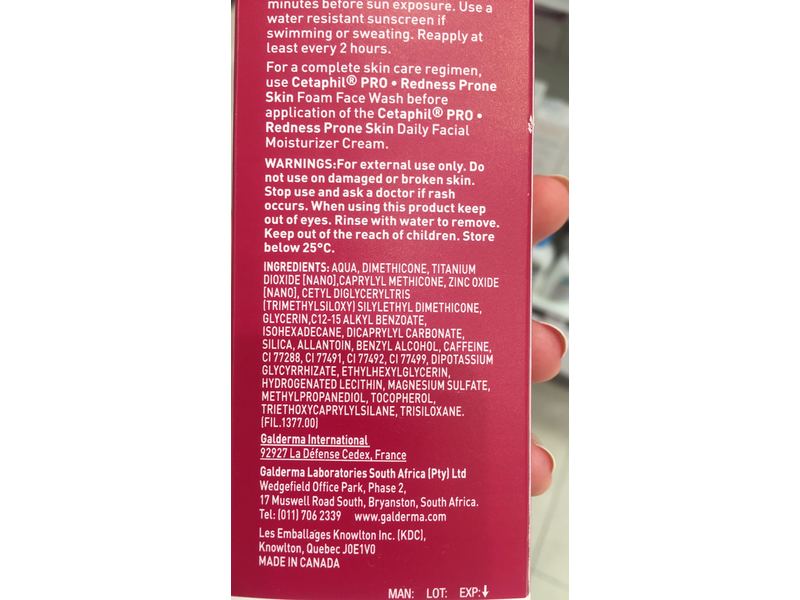 minutes before sun exposure. Use a
water resistant sunscreen if
swimming or sweating. Reapply at
least every 2 hours.
For a complete skin care regimen,
use Cetaphil® PRO • Redness Prone
Skin Foam Face Wash before
application of the Cetaphil® PRO •
Redness Prone Skin Daily Facial
Moisturizer Cream.
WARNINGS:For external use only. Do
not use on damaged or broken skin.
Stop use and ask a doctor if rash
occurs. When using this product keep
out of eyes. Rinse with water to remove.
Keep out of the reach of children. Store
below 25°C.
INGREDIENTS: AQUA, DIMETHICONE, TITANIUM
DIOXIDE [NANO],CAPRYLYL METHICONE, ZINC OXIDE
[NANO], CETYL DIGLYCERYLTRIS
(TRIMETHYLSILOXY) SILYLETHYL DIMETHICONE,
GLYCERIN,C12-15 ALKYL BENZOATE,
ISOHEXADECANE, DICAPRYLYL CARBONATE,
SILICA, ALLANTOIN, BENZYL ALCOHOL, CAFFEINE,
CI 77288, CI 77491, CI 77492, CI 77499, DIPOTASSIUM
GLYCYRRHIZATE, ETHYLHEXYLGLYCERIN,
HYDROGENATED LECITHIN, MAGNESIUM SULFATE,
METHYLPROPANEDIOL, TOCOPHEROL,
TRIETHOXYCAPRYLYLSILANE, TRISILOXANE.
(FIL.1377.00)
Galderma International
92927 La Défense Cedex, France
Galderma Laboratories South Africa (Pty) Ltd
Wedgefield Office Park, Phase 2,
17 Muswell Road South, Bryanston, South Africa.
Tel: (011) 706 2339 www.galderma.com
Les Emballages Knowlton Inc. (KDC),
Knowlton, Quebec J0E1V0
MADE IN CANADA
MAN: LOT: EXP:↓